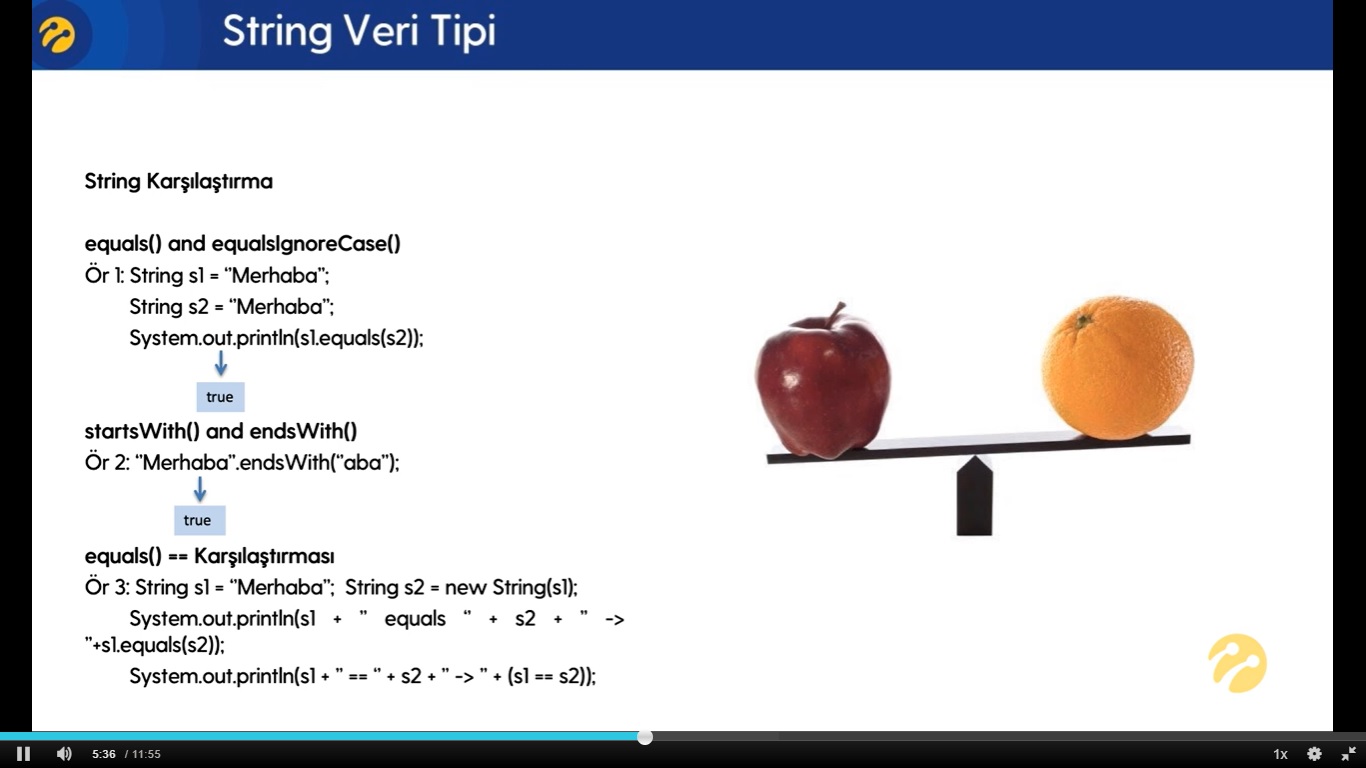 String Veri Tipi
String Karşılaştırma
equals() and equalsIgnoreCase()
Ör 1: String s1 = “Merhaba”;
String s2 = “Merhaba”;
System.out.println(s1.equals(s2));
true
startsWith() and endsWith()
Ör 2: “Merhaba”.endsWith(“aba”);
true
equals() == Karşılaştırması
Ör 3: String s1 = “Merhaba”; String s2 = new String(s1);
System.out.println(s1 + ” equals “ + s2 + ” ->
”+s1.equals(s2));
System.out.println(s1 + ” == “ + s2 + ” -> ” + (s1 == s2));
5:36 / 11:55
1x